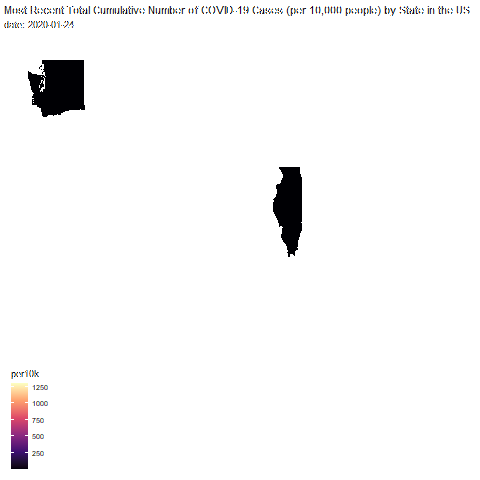 Most Recent Total Cumulative Number of COVID-19 Cases (per 10,000 people) by State in the US
date: 2020-01-24
per10k
1250
1000
750
500
250